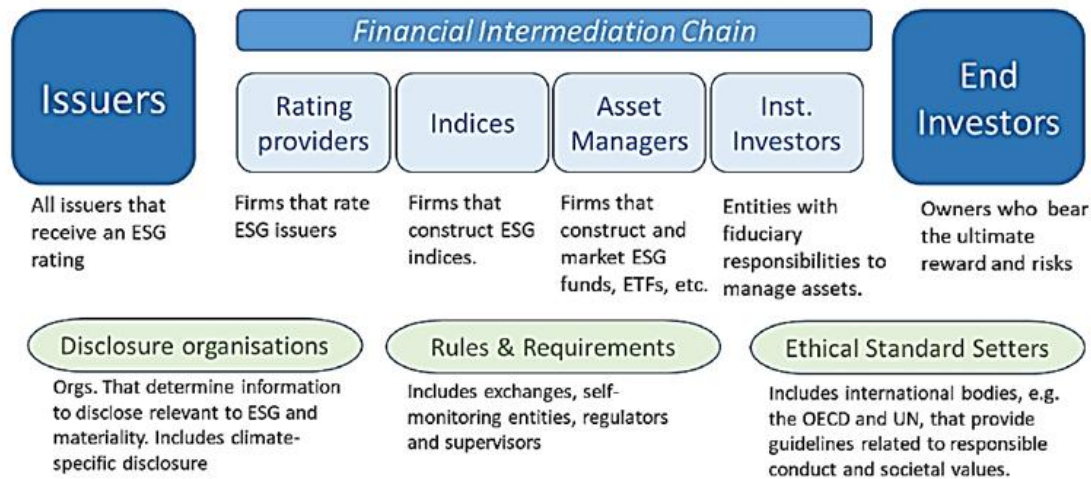 Issuers
All issuers that
receive an ESG
rating
Financial Intermediation Chain
Rating
providers
Firms that rate
ESG issuers
Indices
Firms that
construct ESG
indices.
Asset
Managers
Firms that
construct and
market ESG
funds, ETFs, etc.
Inst.
Investors
Entities with
fiduciary
responsibilities to
manage assets.
End
Investors
Owners who bear
the ultimate
reward and risks
Disclosure organisations
Orgs. That determine information
to disclose relevant to ESG and
materiality. Includes climate-
specific disclosure
Rules & Requirements
Includes exchanges, self-
monitoring entities, regulators
and supervisors
Ethical Standard Setters
Includes international bodies, e.g.
the OECD and UN, that provide
guidelines related to responsible
conduct and societal values.